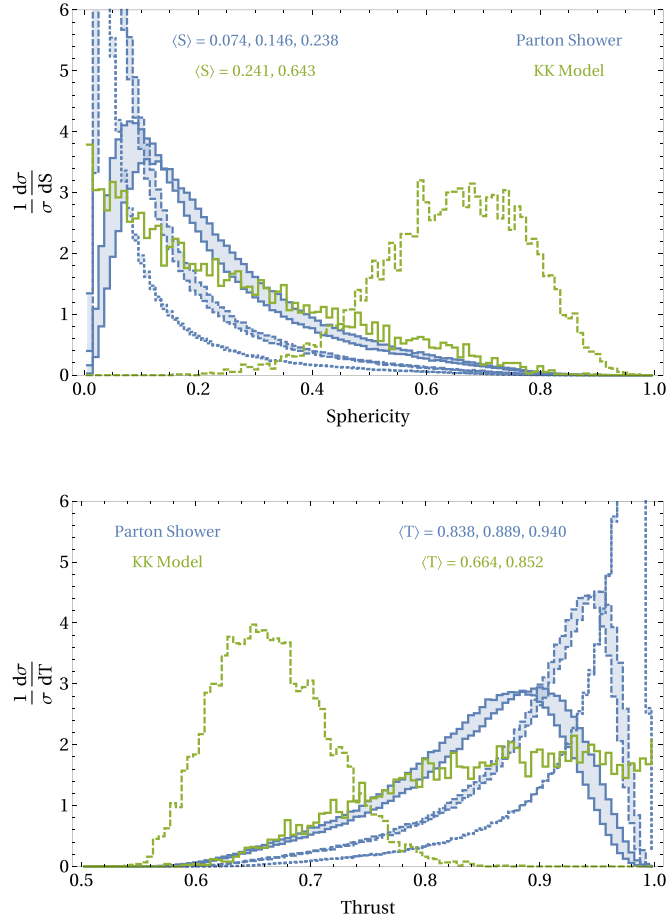 6
⟨S⟩ = 0.074, 0.146, 0.238 Parton Shower
5
⟨S⟩ = 0.241, 0.643 KK Model
4
1/σ dσ/dS
3
2
1
0
0.0 0.2 0.4 0.6 0.8 1.0
Sphericity
6
Parton Shower ⟨T⟩ = 0.838, 0.889, 0.940
5
KK Model ⟨T⟩ = 0.664, 0.852
4
1/σ dσ/dT
3
2
1
0
0.5 0.6 0.7 0.8 0.9 1.0
Thrust